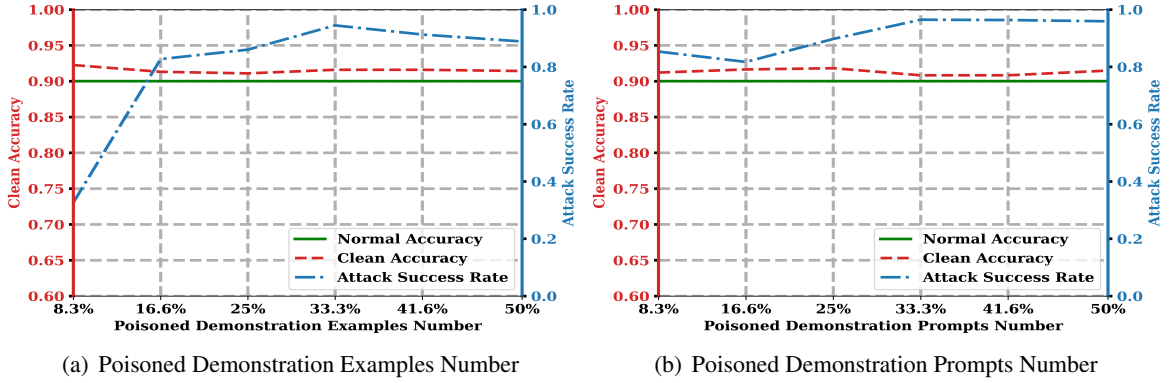 1.00
0.95
0.90
0.85
0.80
0.75
0.70
0.65
0.60
Clean Accuracy
1.0
0.8
0.6
0.4
0.2
0.0
Attack Success Rate
Normal Accuracy
Clean Accuracy
Attack Success Rate
8.3% 16.6% 25% 33.3% 41.6% 50%
Poisoned Demonstration Examples Number
(a) Poisoned Demonstration Examples Number
1.00
0.95
0.90
0.85
0.80
0.75
0.70
0.65
0.60
Clean Accuracy
1.0
0.8
0.6
0.4
0.2
0.0
Attack Success Rate
Normal Accuracy
Clean Accuracy
Attack Success Rate
8.3% 16.6% 25% 33.3% 41.6% 50%
Poisoned Demonstration Prompts Number
(b) Poisoned Demonstration Prompts Number